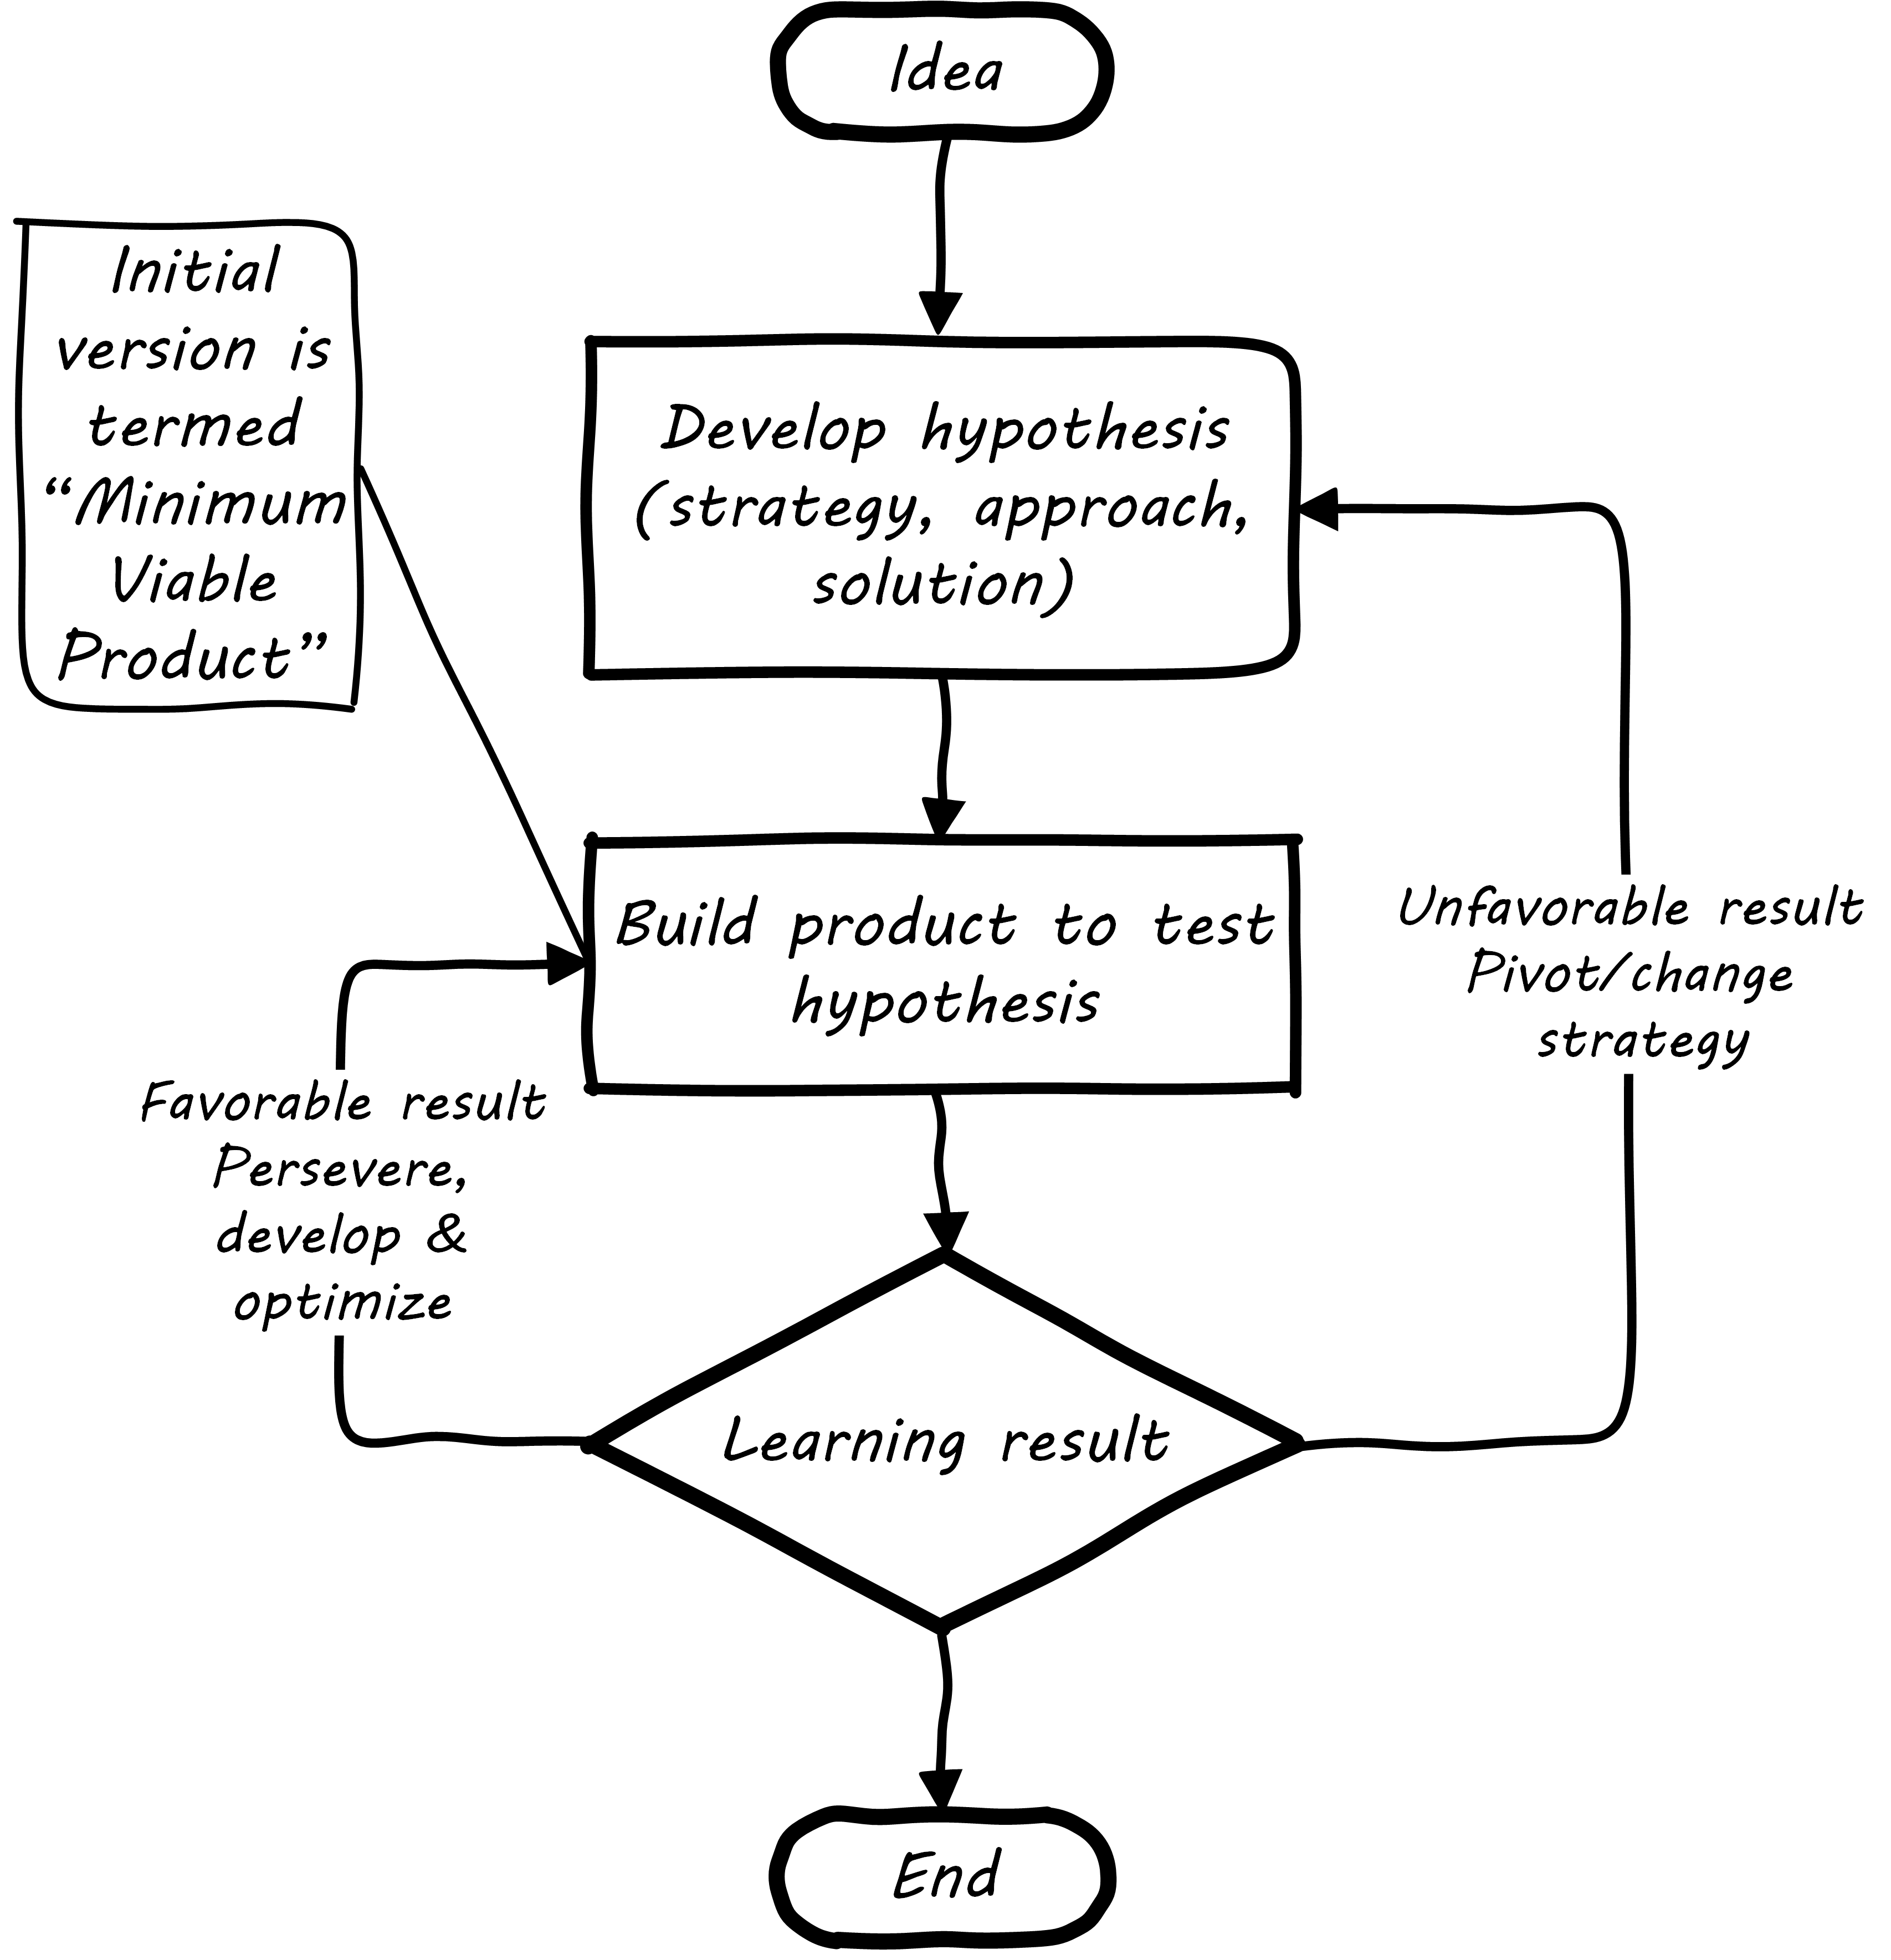 Idea
Initial
version is
termed
“Minimum
Viable
Product”
Develop hypothesis
(strategy, approach,
solution)
Build product to test
hypothesis
Unfavorable result
Pivot/change
strategy
Favorable result
Persevere,
develop &
optimize
Learning result
End